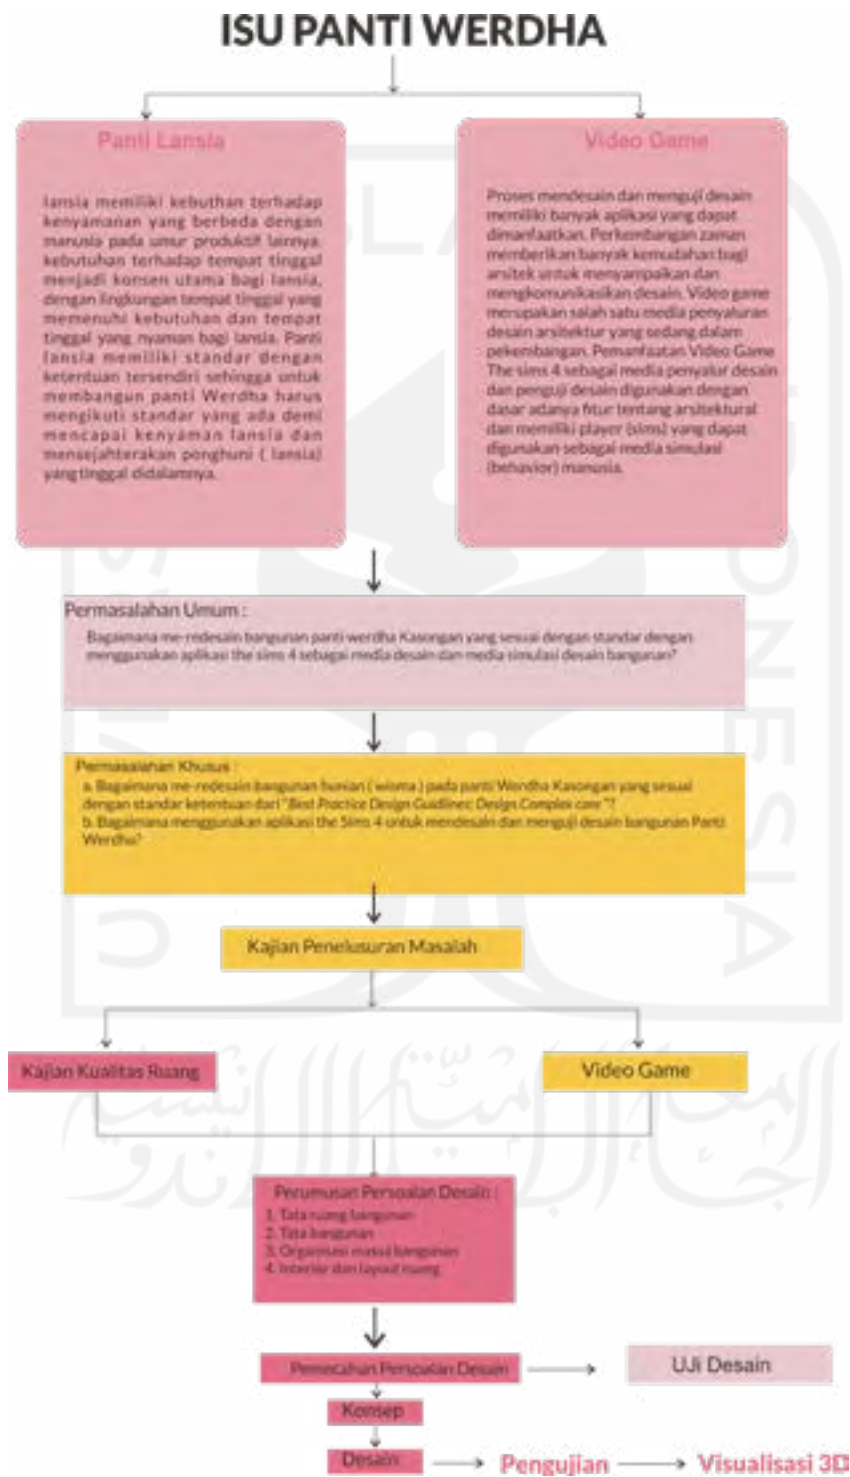 ISU PANTI WERDHA
Panti Lansia
lansia memiliki kebuthan terhadap
kenyamanan yang berbeda dengan
manusia pada umur produktif lainnya.
kebutuhan terhadap tempat tinggal
menjadi konsen utama bagi lansia,
dengan lingkungan tempat tinggal yang
memenuhi kebutuhan dan tempat
tinggal yang nyaman bagi lansia. Panti
lansia memiliki standar dengan
ketentuan tersendiri sehingga untuk
membangun panti Werdha harus
mengikuti standar yang ada demi
mencapai kenyaman lansia dan
mensejahterakan ponghuni ( lansia)
yang tinggal didalamnya.
Video Game
Proses mendesain dan menguji desain
memiliki banyak aplikasi yang dapat
dimanfaatkan. Perkembangan zaman
memberikan banyak kemudahan bagi
arsitek untuk menyampaikan dan
mengkomunikasikan desain. Video game
merupakan salah satu media penyaluran
desain arsitektur yang sedang dalam
pekembangan. Pemanfaatan Video Game
The sims 4 sebagai media penyalur desain
dan penguji desain digunakan dengan
dasar adanya fitur tentang arsitektural
dan memiliki player (sims) yang dapat
digunakan sebagai media simulasi
(behavior) manusia.
Permasalahan Umum :
Bagaimana me-redesain bangunan panti werdha Kasongan yang sesuai dengan standar dengan
menggunakan aplikasi the sims 4 sebagai media desain dan media simulasi desain bangunan?
Permasalahan Khusus :
a. Bagaimana me-redesain bangunan hunian ( wisma ) pada panti Werdha Kasongan yang sesuai
dengan standar ketentuan dari "Best Practice Design Guidlines: Design Complex care "?
b. Bagaimana menggunakan aplikasi the Sims 4 untuk mendesain dan menguji desain bangunan Panti
Werdha?
Kajian Penelusuran Masalah
Kajian Kualitas Ruang
Video Game
Perumusan Persoalan Desain :
1. Tata ruang bangunan
2. Tata bangunan
3. Organisasi massa bangunan
4. Interior dan layout ruang
Pemecahan Persoalan Desain
UJi Desain
Konsep
Desain
Pengujian
Visualisasi 3D
ISLAM
UNIVERSITAS
INDONESIA
الجامعة الإسلامية الإندونيسية